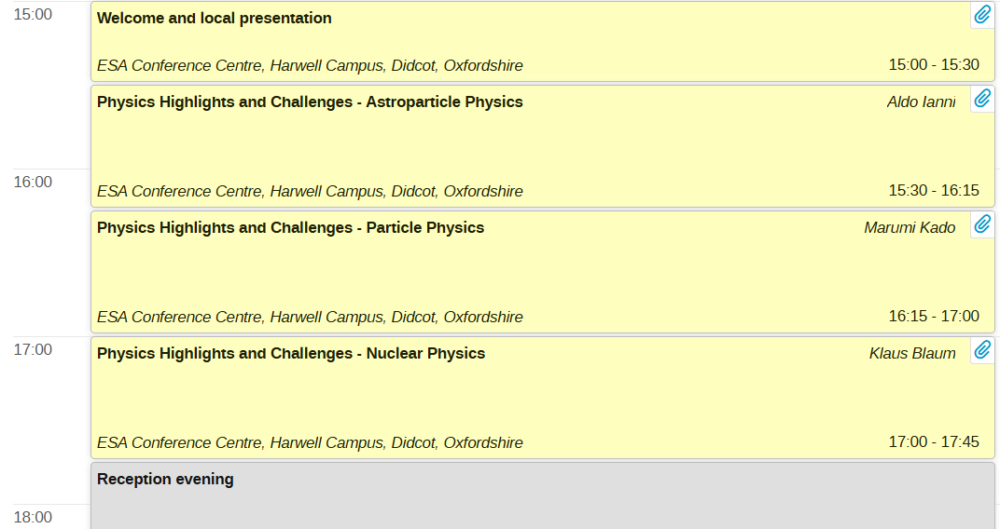 15:00
Welcome and local presentation
ESA Conference Centre, Harwell Campus, Didcot, Oxfordshire 15:00 - 15:30
Physics Highlights and Challenges - Astroparticle Physics Aldo Ianni
16:00
ESA Conference Centre, Harwell Campus, Didcot, Oxfordshire 15:30 - 16:15
Physics Highlights and Challenges - Particle Physics Marumi Kado
ESA Conference Centre, Harwell Campus, Didcot, Oxfordshire 16:15 - 17:00
17:00
Physics Highlights and Challenges - Nuclear Physics Klaus Blaum
ESA Conference Centre, Harwell Campus, Didcot, Oxfordshire 17:00 - 17:45
Reception evening
18:00